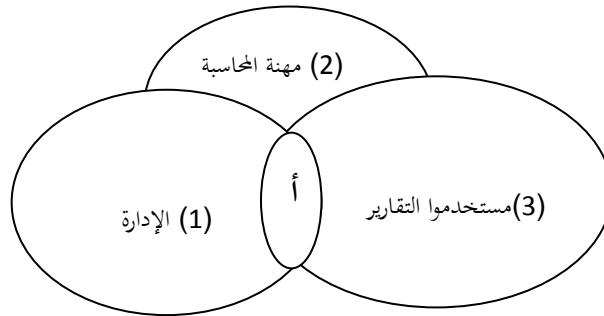 (2) مهنة المحاسبة
أ
(3)مستخدموا التقارير
(1) الإدارة